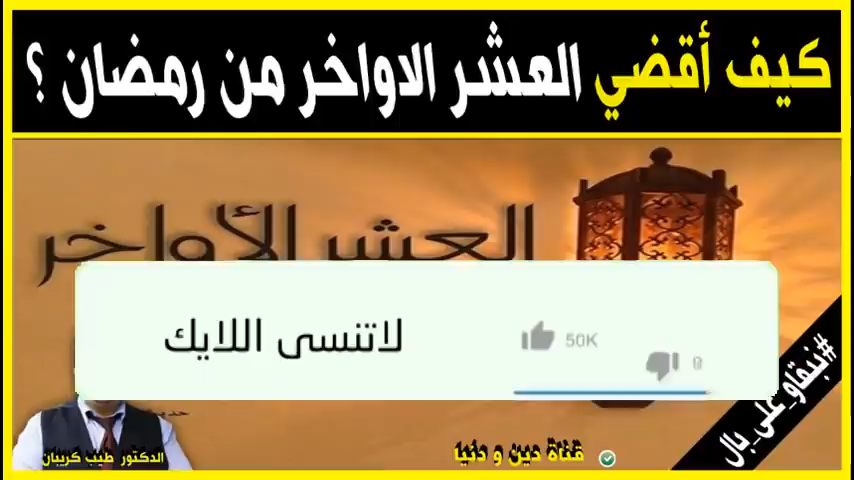 كيف أقضي العشر الاواخر من رمضان ؟
العشر الأواخر
لاتنسى اللايك
50K
0
#نبقاو_على_بال
الدكتور طيب كريبان
قناة دين و دنيا